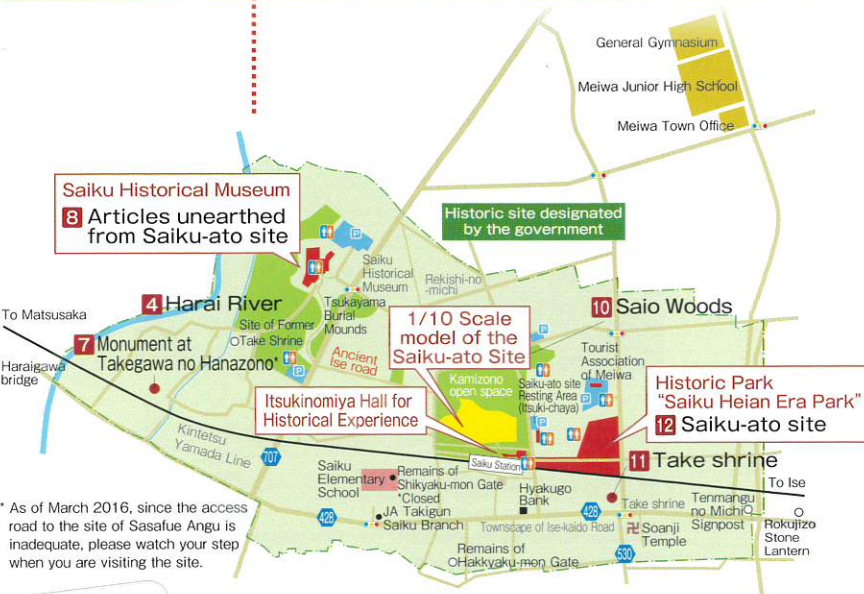 General Gymnasium
Meiwa Junior High School
Meiwa Town Office
Saiku Historical Museum
8 Articles unearthed
from Saiku-ato site
Historic site designated
by the government
P
Saiku
Historical
Museum
Rekishi-no
-michi
4 Harai River
Tsukayama
Burial
Mounds
1/10 Scale
model of the
Saiku-ato Site
10 Saio Woods
To Matsusaka
Site of Former
Take Shrine
7 Monument at
Takegawa no Hanazono*
Ancient
Ise road
P
P
Tourist
Association
of Meiwa
Haraigawa
bridge
Kamizono
open space
Saiku-ato site
Resting Area
(Itsuki-chaya)
P
P
Historic Park
"Saiku Heian Era Park"
12 Saiku-ato site
Itsukinomiya Hall for
Historical Experience
Kintetsu
Yamada Line
707
Saiku Station
11 Take shrine
To Ise
Saiku
Elementary
School
Remains of
Shikyaku-mon Gate
*Closed
Hyakugo
Bank
Take shrine
Tenmangu
no Michi
Signpost
* As of March 2016, since the access
road to the site of Sasafue Angu is
inadequate, please watch your step
when you are visiting the site.
428
JA Takigun
Saiku Branch
Townscape of Ise-kaido Road
428
Soanji
Temple
Rokujizo
Stone
Lantern
Remains of
Hakkyaku-mon Gate
530